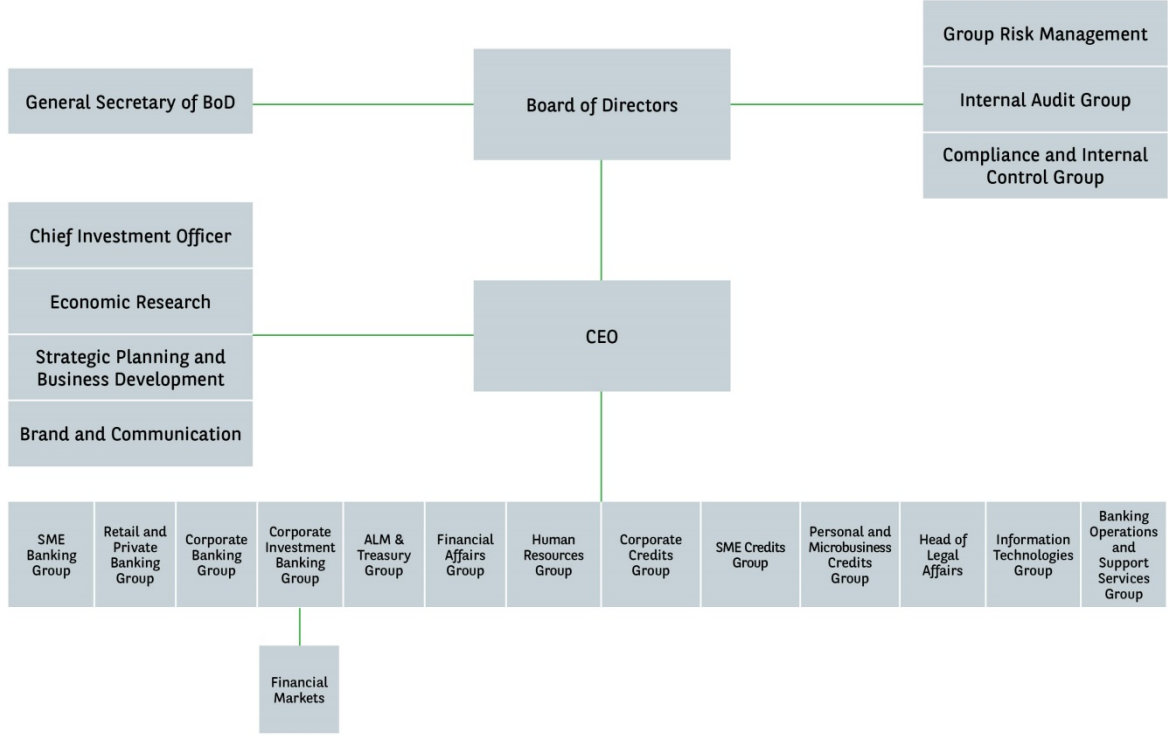 Group Risk Management
General Secretary of BoD
Board of Directors
Internal Audit Group
Compliance and Internal
Control Group
Chief Investment Officer
Economic Research
CEO
Strategic Planning and
Business Development
Brand and Communication
SME
Banking
Group
Retail and
Private
Banking
Group
Corporate
Banking
Group
Corporate
Investment
Banking
Group
ALM &
Treasury
Group
Financial
Affairs
Group
Human
Resources
Group
Corporate
Credits
Group
SME Credits
Group
Personal and
Microbusiness
Credits
Group
Head of
Legal
Affairs
Information
Technologies
Group
Banking
Operations
and
Support
Services
Group
Financial
Markets